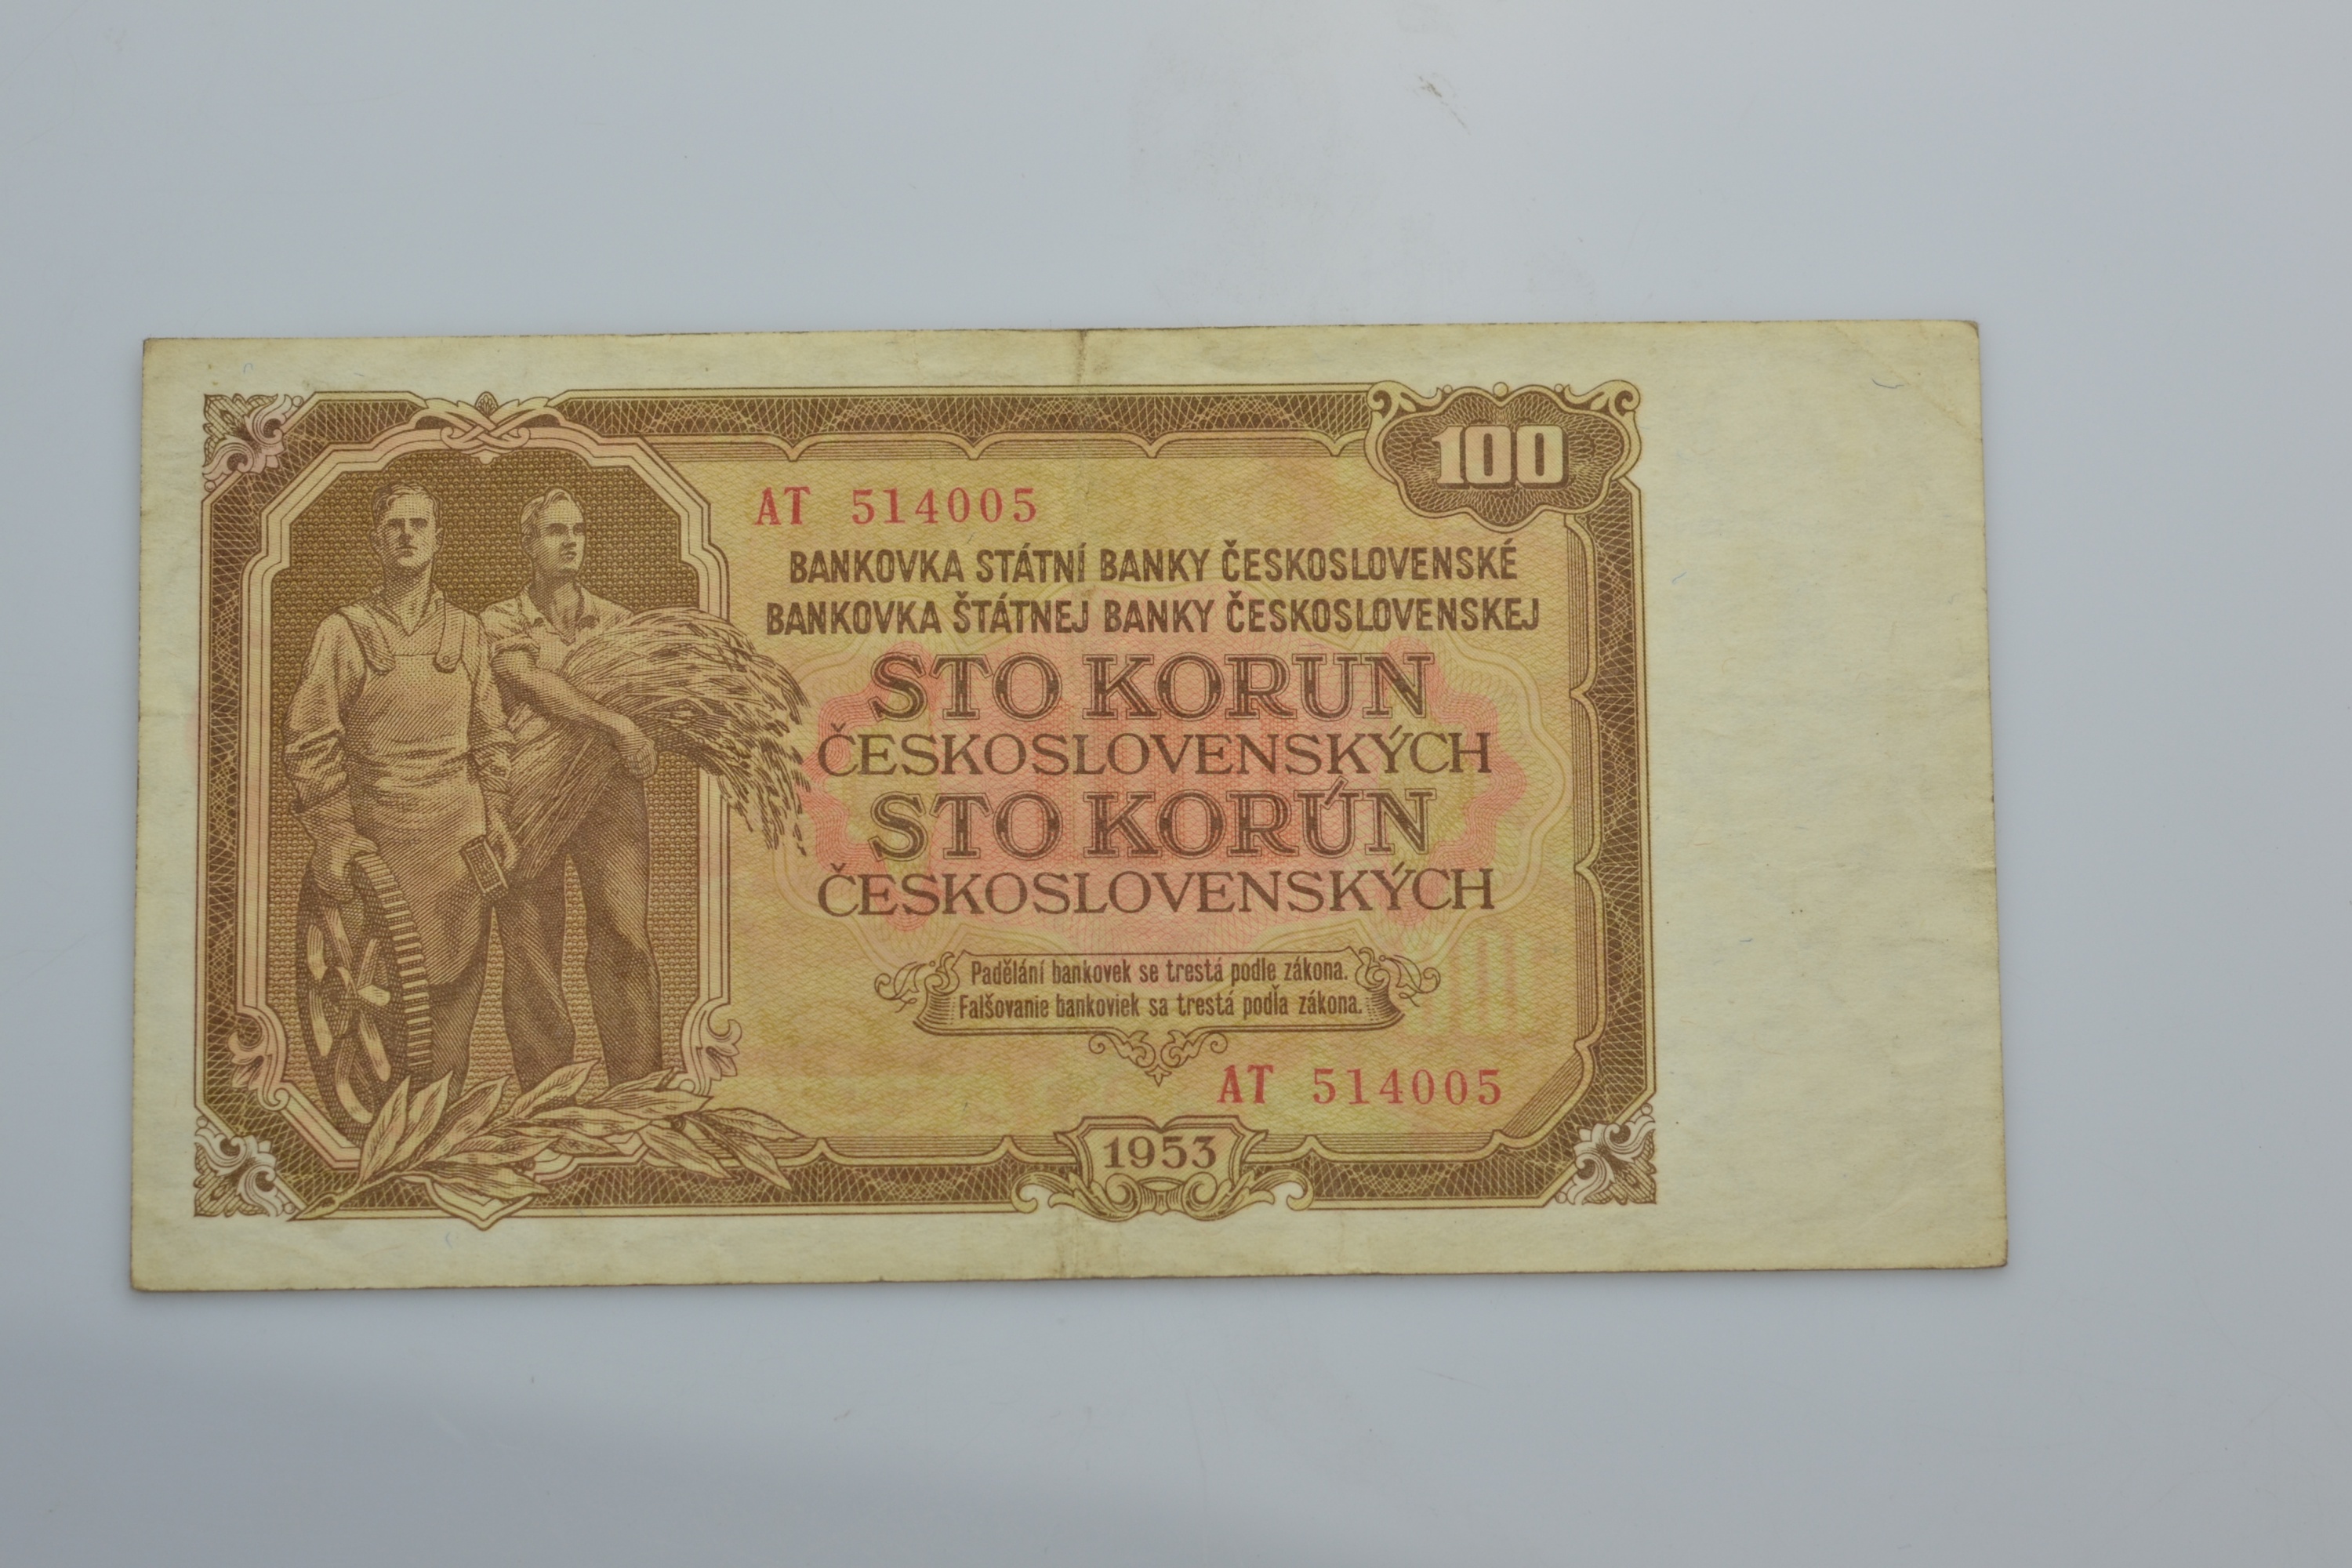 100
AT 514005
BANKOVKA STÁTNÍ BANKY ČESKOSLOVENSKÉ
BANKOVKA ŠTÁTNEJ BANKY ČESKOSLOVENSKEJ
STO KORUN
ČESKOSLOVENSKÝCH
STO KORÚN
ČESKOSLOVENSKÝCH
Padělání bankovek se trestá podle zákona.
Falšovanie bankoviek sa trestá podľa zákona.
AT 514005
1953